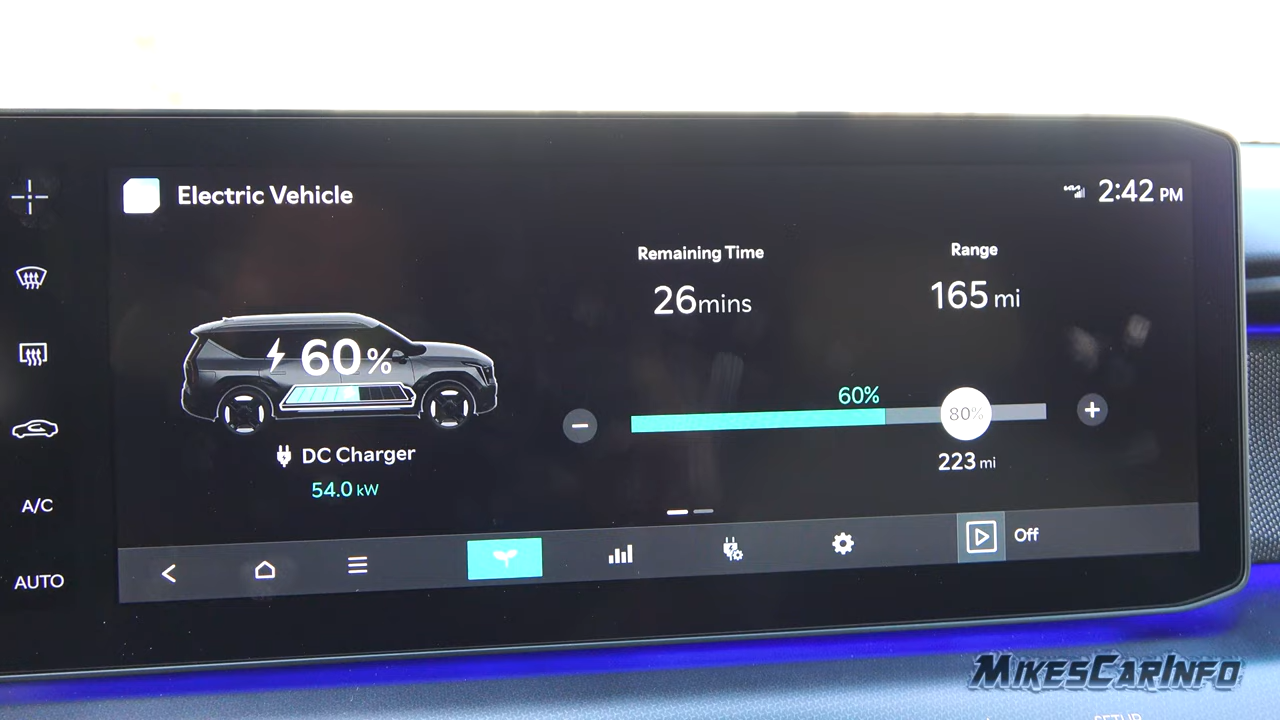 Electric Vehicle
2:42 PM
Remaining Time
Range
26mins
165 mi
60%
60%
80%
DC Charger
54.0 kW
223 mi
A/C
Off
AUTO
MIKESCARINFO
SETUP